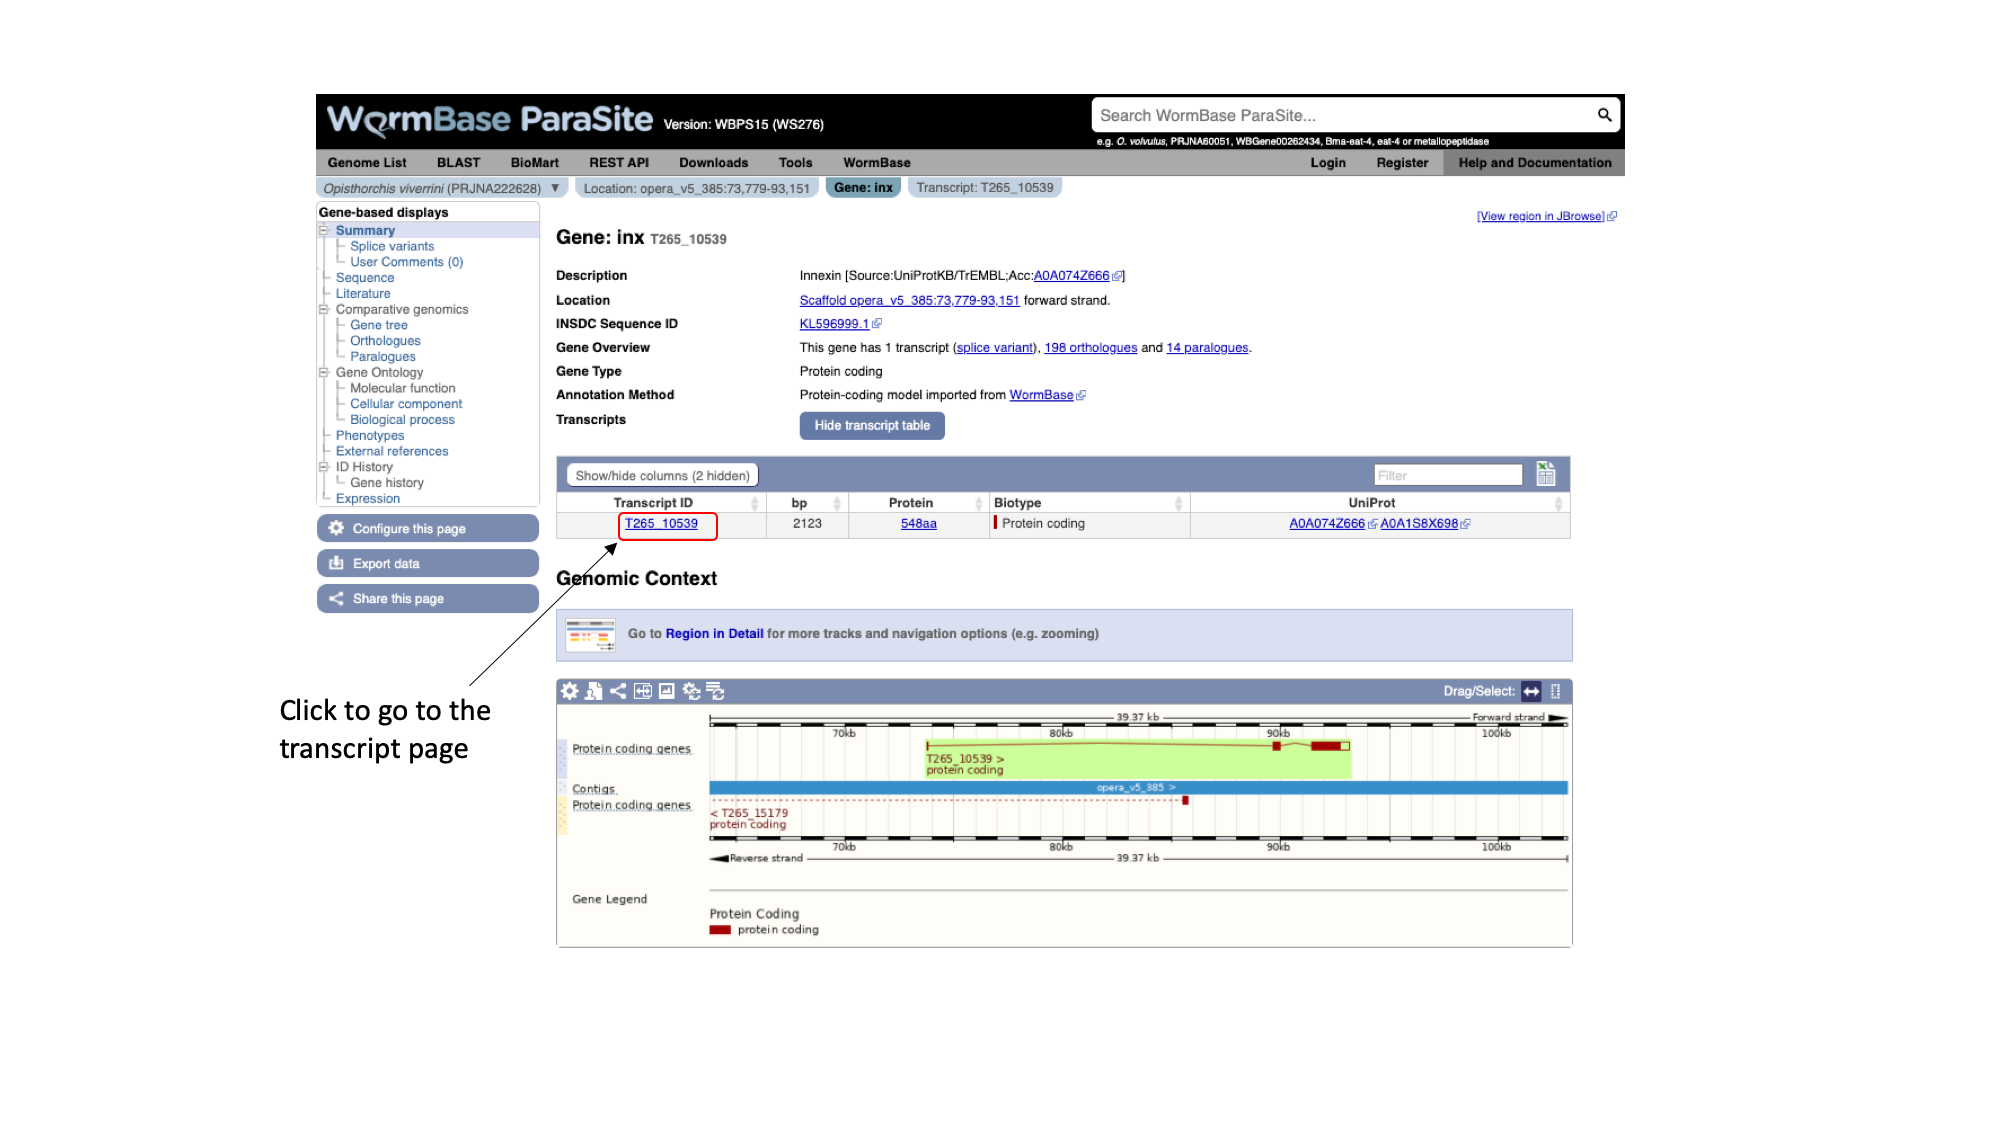 WormBase ParaSite Version: WBPS15 (WS276)
Search WormBase ParaSite...
e.g. O. volvulus, PRJNA60051, WBGene00262434, Bma-eat-4, eat-4 or metallopeptidase
Genome List BLAST BioMart REST API Downloads Tools WormBase Login Register Help and Documentation
Opisthorchis viverrini (PRJNA222628) ▼ Location: opera_v5_385:73,779-93,151 Gene: inx Transcript: T265_10539
Gene-based displays
Summary
Splice variants
User Comments (0)
Sequence
Literature
Comparative genomics
Gene tree
Orthologues
Paralogues
Gene Ontology
Molecular function
Cellular component
Biological process
Phenotypes
External references
ID History
Gene history
Expression
Configure this page
Export data
Share this page
[View region in JBrowse]
Gene: inx T265_10539
Description Innexin [Source:UniProtKB/TrEMBL;Acc:A0A074Z666]
Location Scaffold opera_v5_385:73,779-93,151 forward strand.
INSDC Sequence ID KL596999.1
Gene Overview This gene has 1 transcript (splice variant), 198 orthologues and 14 paralogues.
Gene Type Protein coding
Annotation Method Protein-coding model imported from WormBase
Transcripts Hide transcript table
Show/hide columns (2 hidden) Filter
Transcript ID bp Protein Biotype UniProt
T265_10539 2123 548aa Protein coding A0A074Z666 A0A1S8X698
Genomic Context
Go to Region in Detail for more tracks and navigation options (e.g. zooming)
Click to go to the
transcript page
Drag/Select:
39.37 kb Forward strand
70kb 80kb 90kb 100kb
Protein coding genes
T265_10539 >
protein coding
Contigs opera_v5_385 >
Protein coding genes
< T265_15179
protein coding
70kb 80kb 90kb 100kb
Reverse strand 39.37 kb
Gene Legend
Protein Coding
protein coding